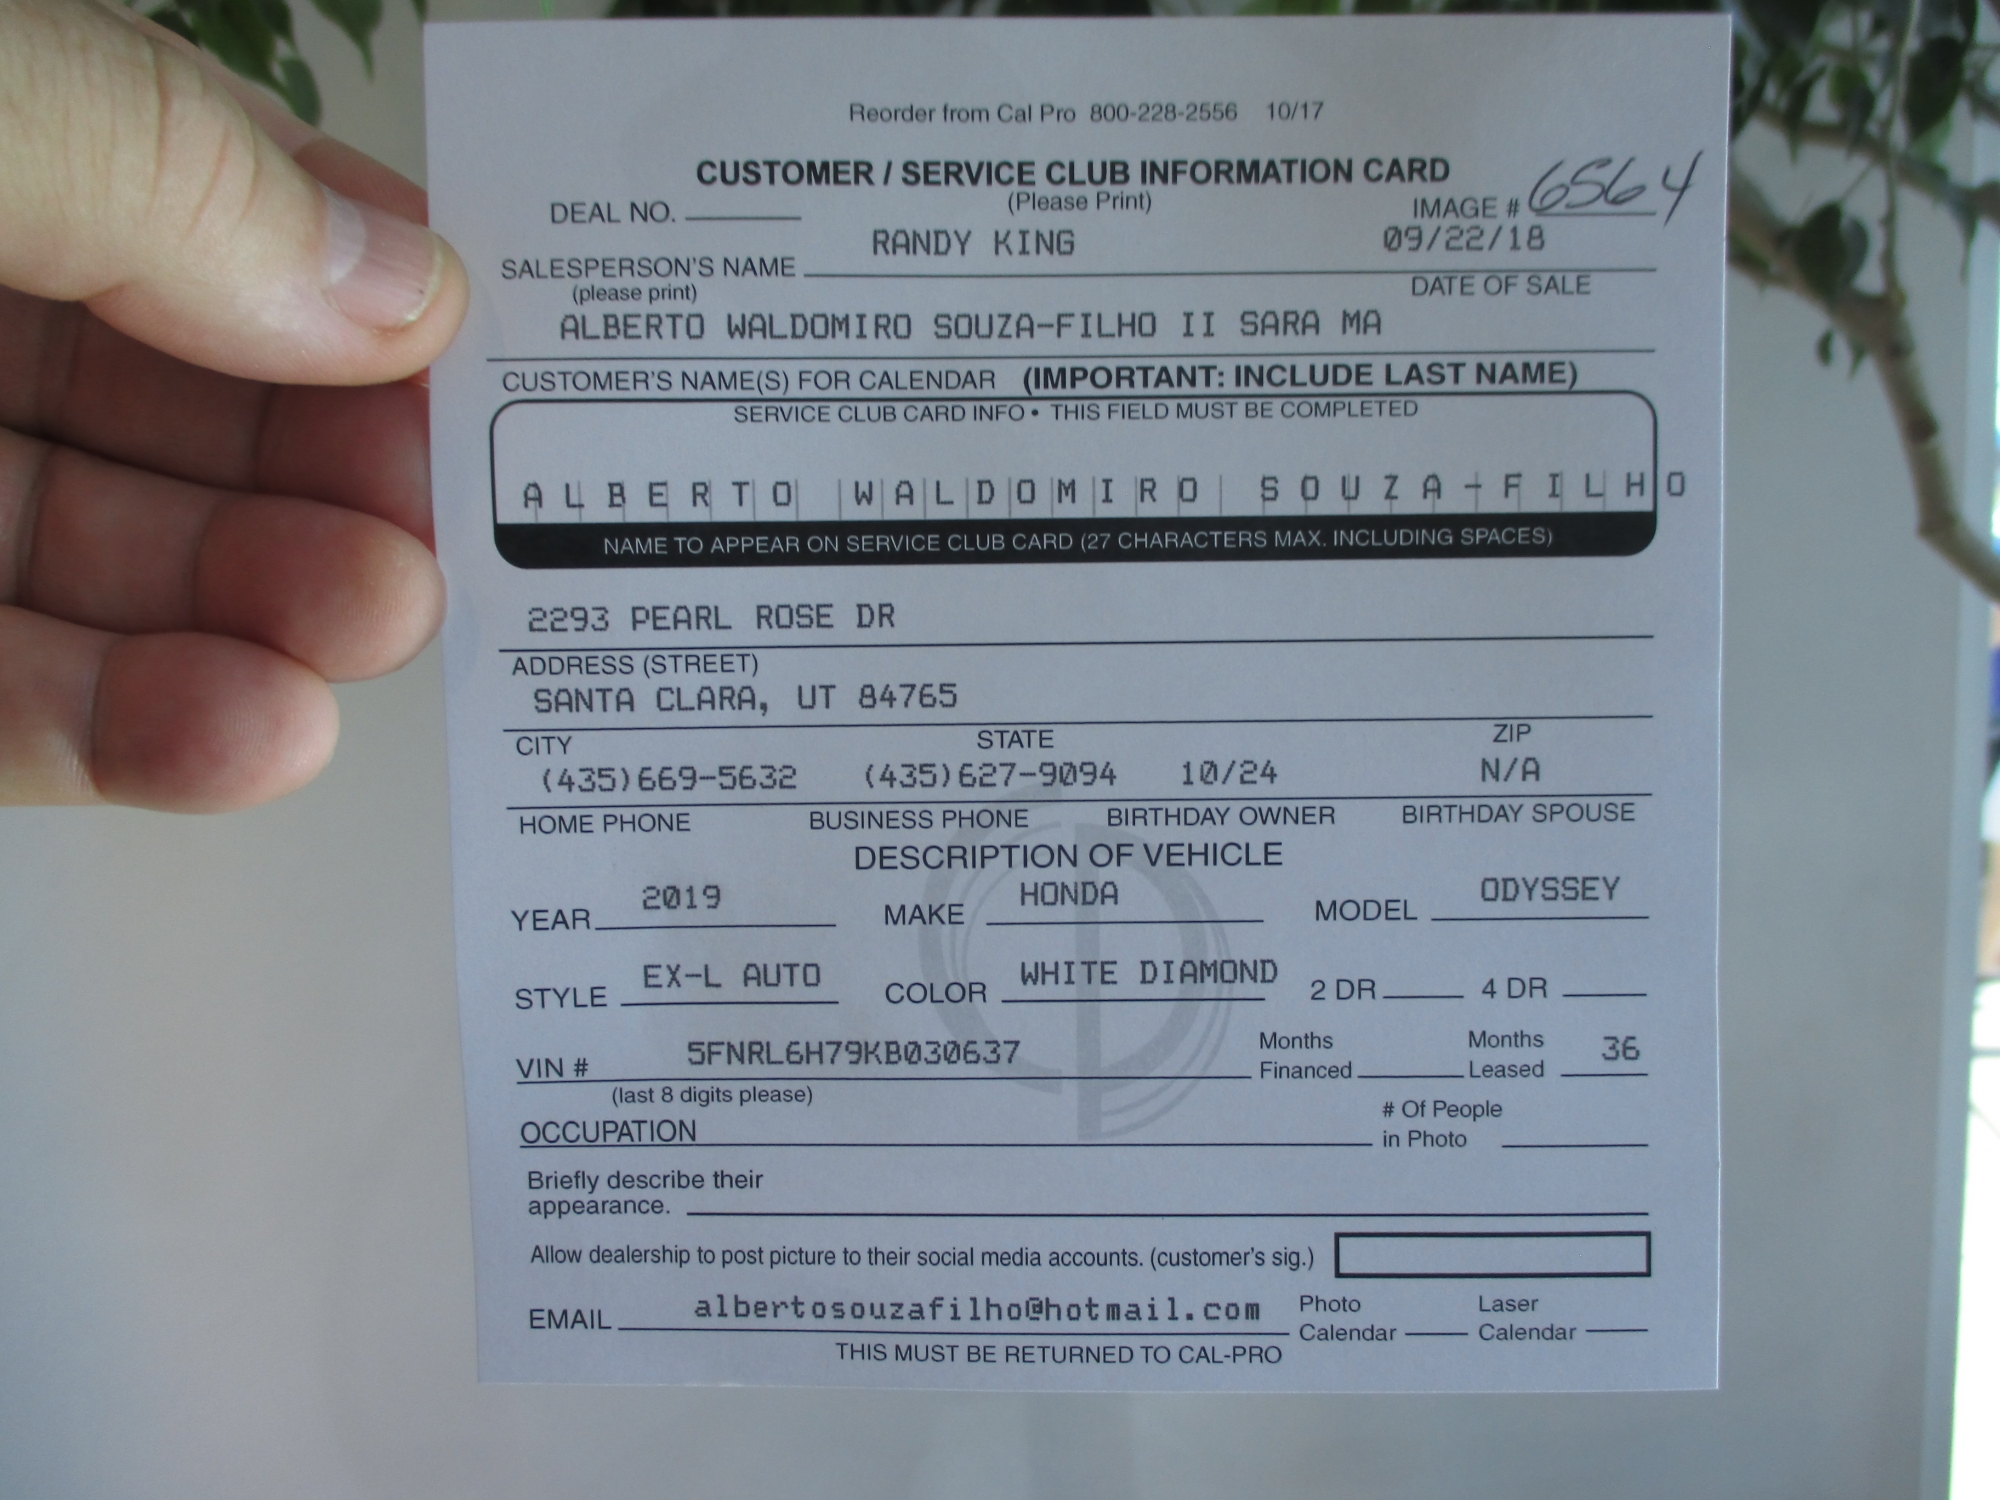 Reorder from Cal Pro 800-228-2556 10/17
CUSTOMER / SERVICE CLUB INFORMATION CARD
(Please Print)
DEAL NO. IMAGE # 6564
RANDY KING 09/22/18
SALESPERSON'S NAME DATE OF SALE
(please print)
ALBERTO WALDOMIRO SOUZA-FILHO II SARA MA
CUSTOMER'S NAME(S) FOR CALENDAR (IMPORTANT: INCLUDE LAST NAME)
SERVICE CLUB CARD INFO • THIS FIELD MUST BE COMPLETED
ALBERTO WALDOMIRO SOUZA-FILHO
NAME TO APPEAR ON SERVICE CLUB CARD (27 CHARACTERS MAX. INCLUDING SPACES)
2293 PEARL ROSE DR
ADDRESS (STREET)
SANTA CLARA, UT 84765
CITY STATE ZIP
(435)669-5632 (435)627-9094 10/24 N/A
HOME PHONE BUSINESS PHONE BIRTHDAY OWNER BIRTHDAY SPOUSE
DESCRIPTION OF VEHICLE
YEAR 2019 MAKE HONDA MODEL ODYSSEY
STYLE EX-L AUTO COLOR WHITE DIAMOND 2 DR 4 DR
VIN # 5FNRL6H79KB030637 Months Financed Months Leased 36
(last 8 digits please)
OCCUPATION # Of People in Photo
Briefly describe their
appearance.
Allow dealership to post picture to their social media accounts. (customer's sig.)
EMAIL albertosouzafilho@hotmail.com Photo Calendar Laser Calendar
THIS MUST BE RETURNED TO CAL-PRO